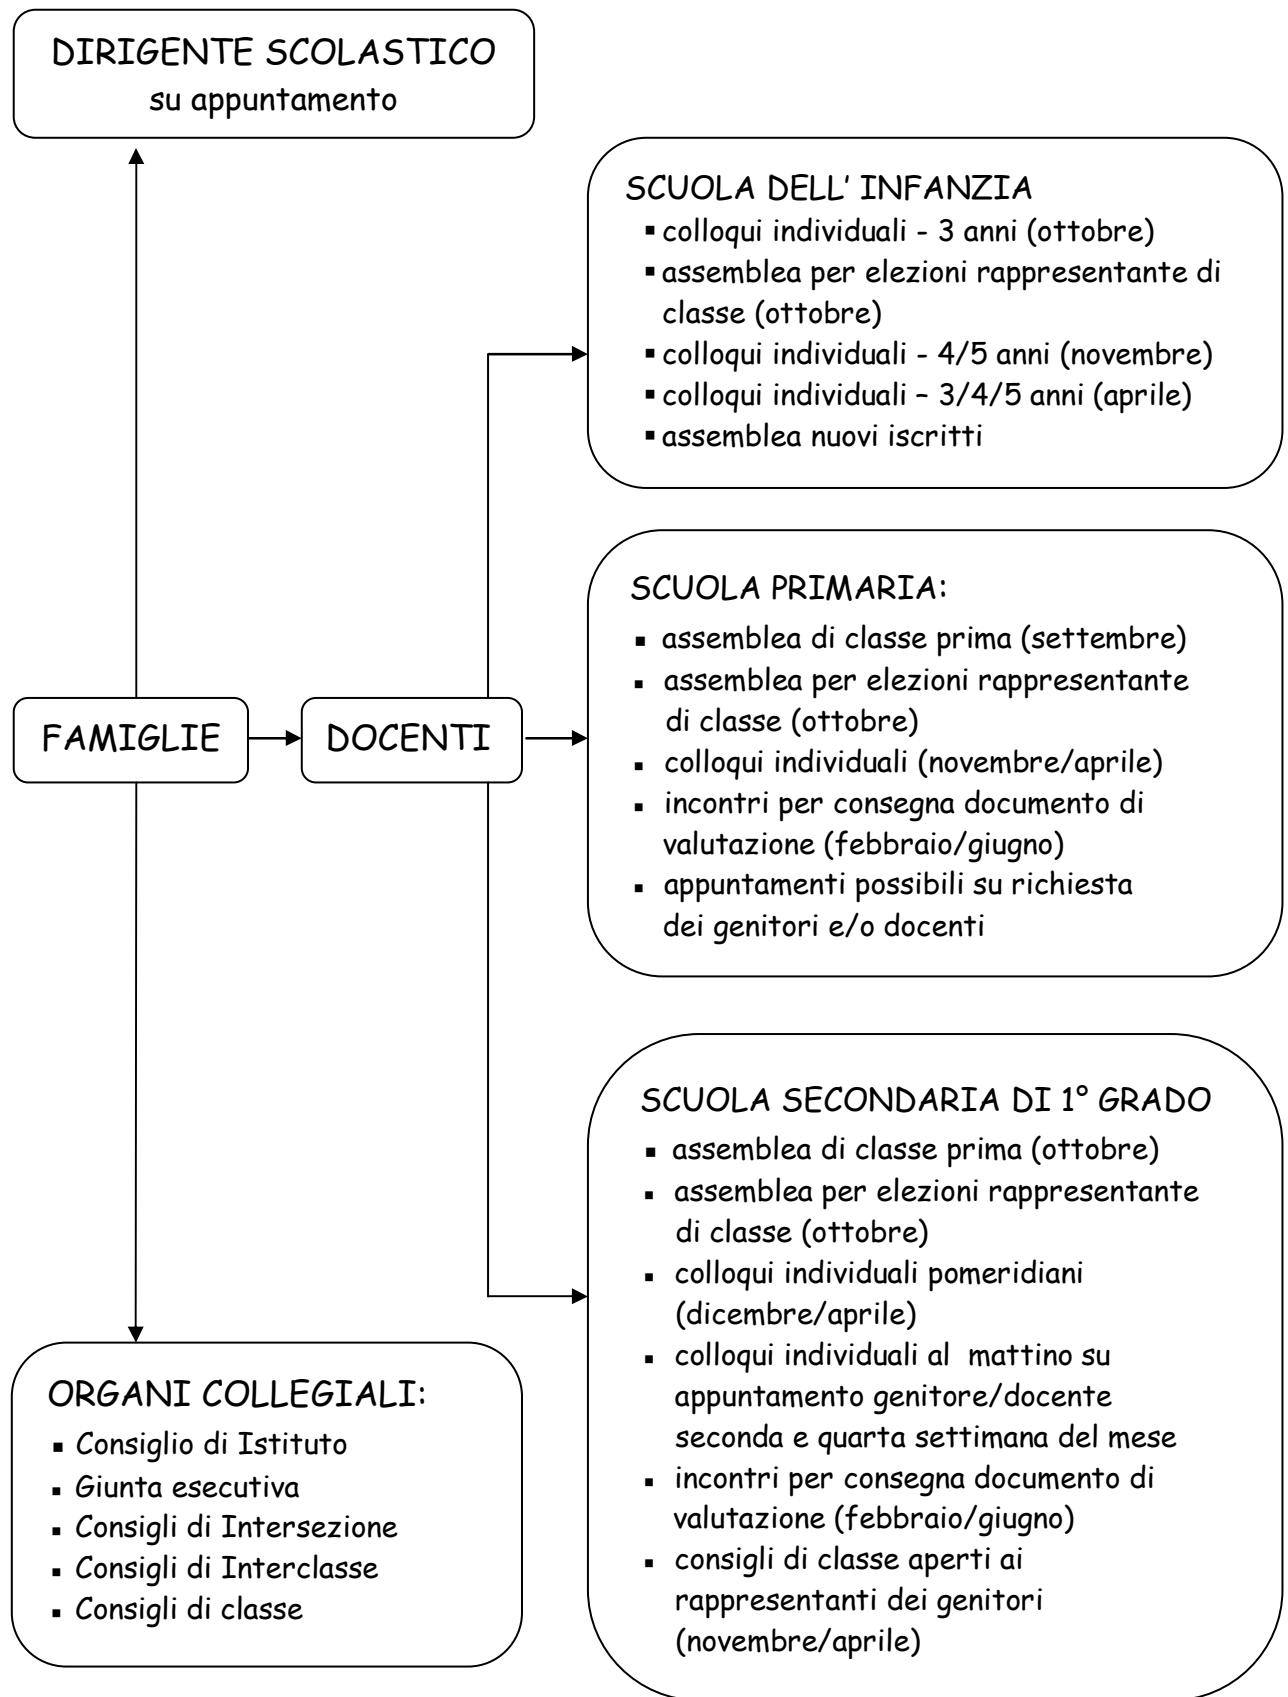 DIRIGENTE SCOLASTICO
su appuntamento
SCUOLA DELL' INFANZIA
▪ colloqui individuali - 3 anni (ottobre)
▪ assemblea per elezioni rappresentante di
classe (ottobre)
▪ colloqui individuali - 4/5 anni (novembre)
▪ colloqui individuali – 3/4/5 anni (aprile)
▪ assemblea nuovi iscritti
SCUOLA PRIMARIA:
▪ assemblea di classe prima (settembre)
▪ assemblea per elezioni rappresentante
di classe (ottobre)
▪ colloqui individuali (novembre/aprile)
▪ incontri per consegna documento di
valutazione (febbraio/giugno)
▪ appuntamenti possibili su richiesta
dei genitori e/o docenti
FAMIGLIE
DOCENTI
SCUOLA SECONDARIA DI 1° GRADO
▪ assemblea di classe prima (ottobre)
▪ assemblea per elezioni rappresentante
di classe (ottobre)
▪ colloqui individuali pomeridiani
(dicembre/aprile)
▪ colloqui individuali al mattino su
appuntamento genitore/docente
seconda e quarta settimana del mese
▪ incontri per consegna documento di
valutazione (febbraio/giugno)
▪ consigli di classe aperti ai
rappresentanti dei genitori
(novembre/aprile)
ORGANI COLLEGIALI:
▪ Consiglio di Istituto
▪ Giunta esecutiva
▪ Consigli di Intersezione
▪ Consigli di Interclasse
▪ Consigli di classe